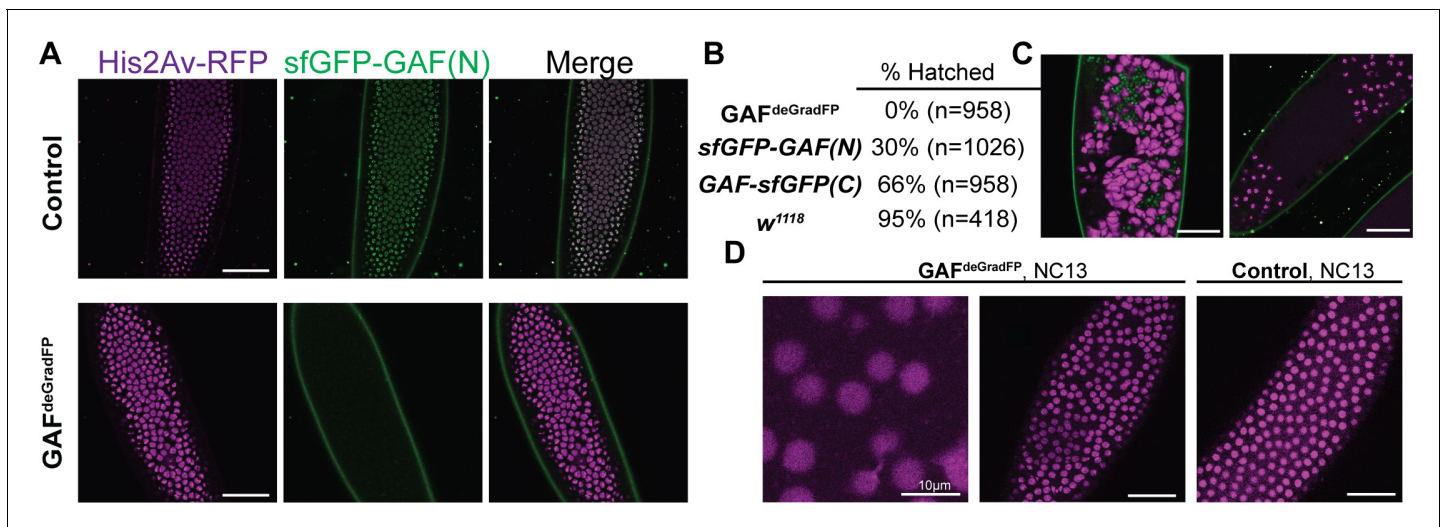 A
His2Av-RFP sfGFP-GAF(N) Merge
Control
GAFdeGradFP
B
% Hatched
GAFdeGradFP 0% (n=958)
sfGFP-GAF(N) 30% (n=1026)
GAF-sfGFP(C) 66% (n=958)
w1118 95% (n=418)
C
D
GAFdeGradFP, NC13
Control, NC13
10µm